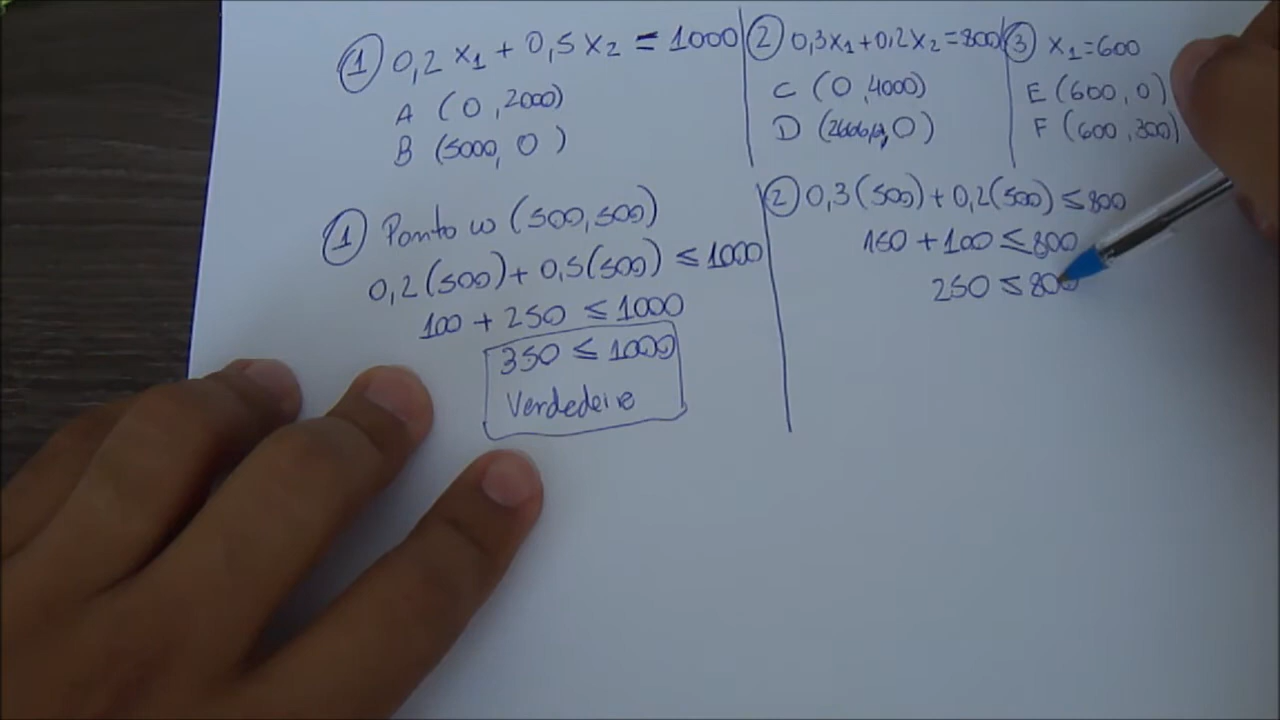 ① 0,2 x₁ + 0,5 x₂ = 1000
A (0, 2000)
B (5000, 0)
② 0,3x₁ + 0,2x₂ = 800
C (0, 4000)
D (2666,6, 0)
③ x₁ = 600
E (600, 0)
F (600, 300)
① Ponto w (500, 500)
0,2(500) + 0,5(500) ≤ 1000
100 + 250 ≤ 1000
350 ≤ 1000
Verdadeira
② 0,3(500) + 0,2(500) ≤ 800
150 + 100 ≤ 800
250 ≤ 800